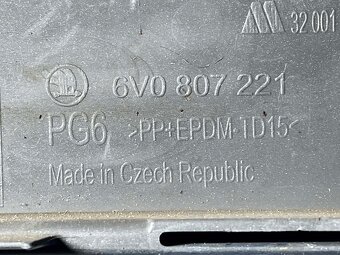 32 001
6V0 807 221
PG6 >PP+EPDM-TD15<
Made in Czech Republic